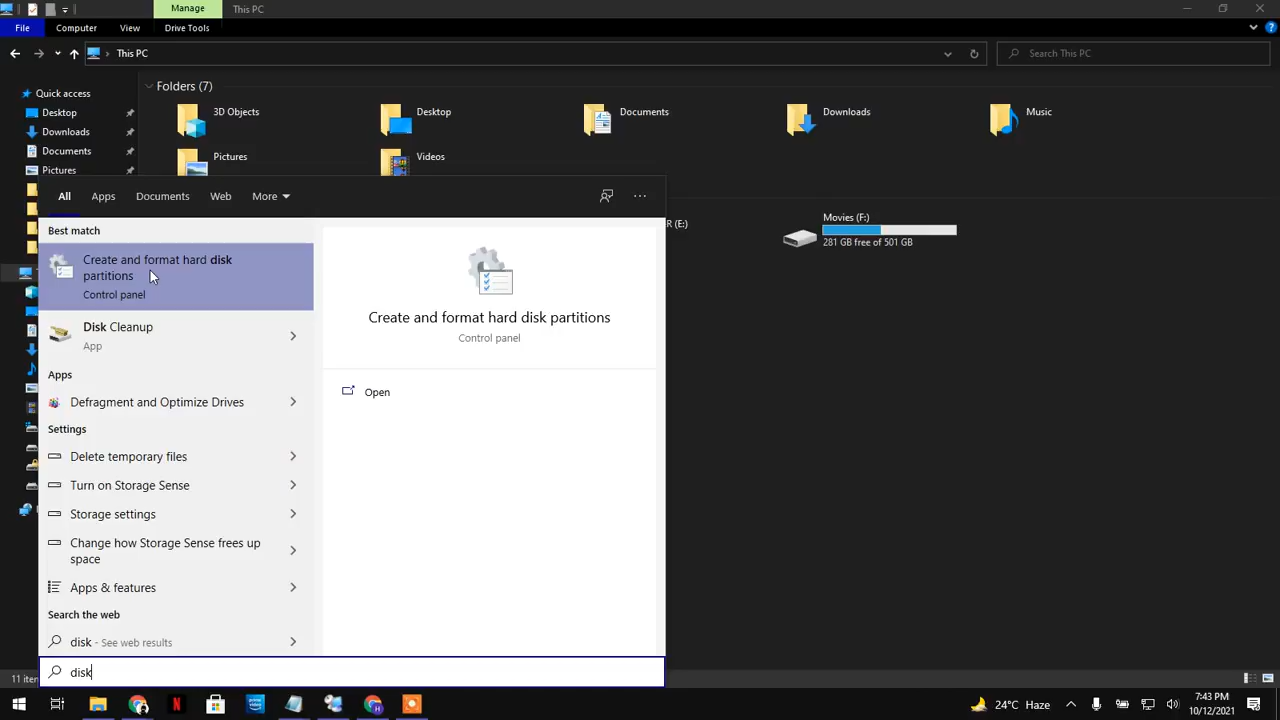 Manage
This PC
File
Computer
View
Drive Tools
This PC
Search This PC
Quick access
Desktop
Downloads
Documents
Pictures
Folders (7)
3D Objects
Desktop
Documents
Downloads
Music
Pictures
Videos
R (E:)
Movies (F:)
281 GB free of 501 GB
All
Apps
Documents
Web
More
Best match
Create and format hard disk
partitions
Control panel
Disk Cleanup
App
Apps
Defragment and Optimize Drives
Settings
Delete temporary files
Turn on Storage Sense
Storage settings
Change how Storage Sense frees up
space
Apps & features
Search the web
disk - See web results
Create and format hard disk partitions
Control panel
Open
disk
11 item
24°C Haze
7:43 PM
10/12/2021